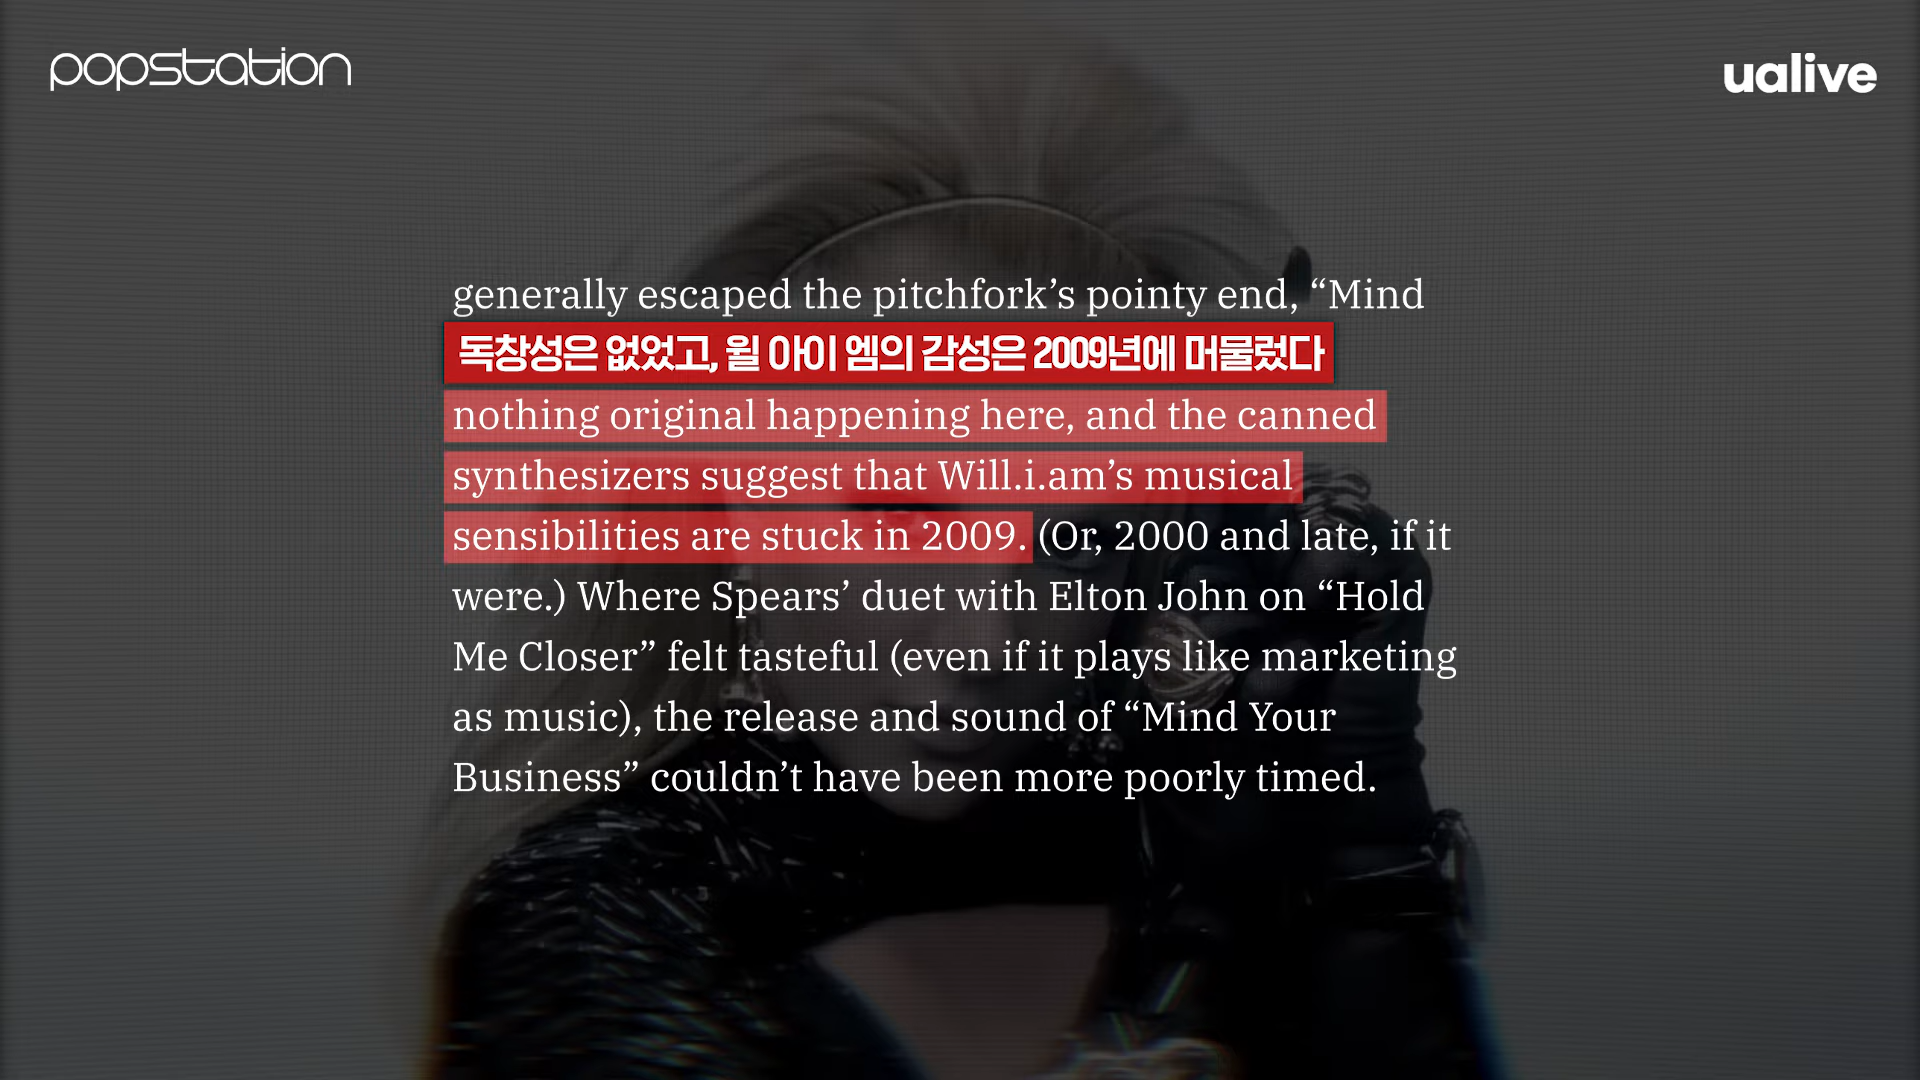 popstation
ualive
generally escaped the pitchfork’s pointy end, “Mind
독창성은 없었고, 윌 아이 엠의 감성은 2009년에 머물렀다
nothing original happening here, and the canned
synthesizers suggest that Will.i.am’s musical
sensibilities are stuck in 2009. (Or, 2000 and late, if it
were.) Where Spears’ duet with Elton John on “Hold
Me Closer” felt tasteful (even if it plays like marketing
as music), the release and sound of “Mind Your
Business” couldn’t have been more poorly timed.